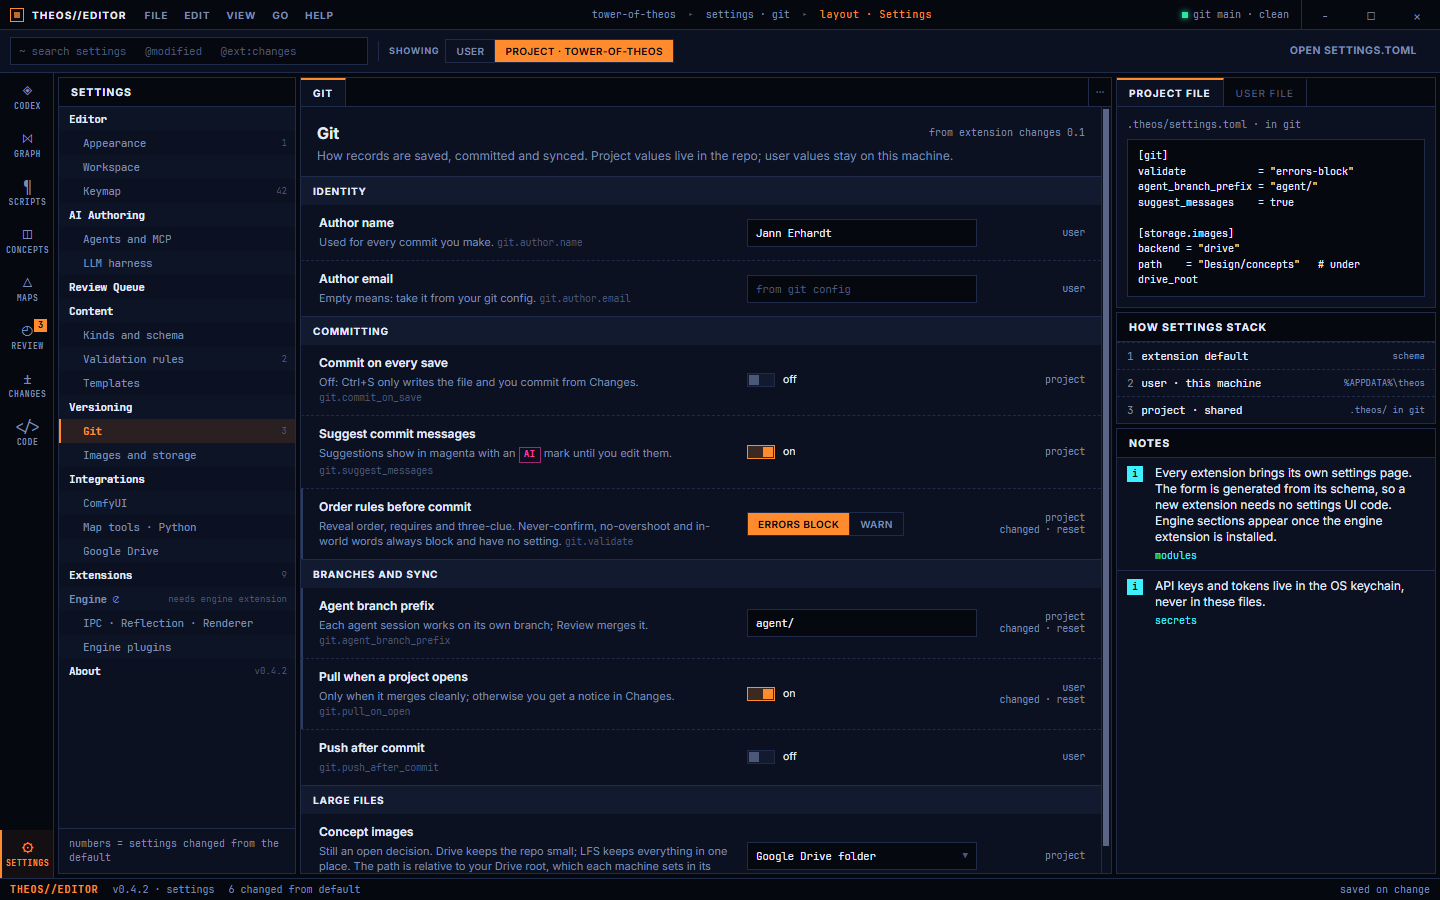 THEOS//EDITOR FILE EDIT VIEW GO HELP
tower-of-theos ▸ settings · git ▸ layout · Settings
git main · clean
~ search settings @modified @ext:changes
SHOWING USER PROJECT · TOWER-OF-THEOS
OPEN SETTINGS.TOML
CODEX
GRAPH
SCRIPTS
CONCEPTS
MAPS
3
REVIEW
CHANGES
CODE
SETTINGS
SETTINGS
Editor
Appearance 1
Workspace
Keymap 42
AI Authoring
Agents and MCP
LLM harness
Review Queue
Content
Kinds and schema
Validation rules 2
Templates
Versioning
Git 3
Images and storage
Integrations
ComfyUI
Map tools · Python
Google Drive
Extensions 9
Engine needs engine extension
IPC · Reflection · Renderer
Engine plugins
About v0.4.2
numbers = settings changed from the
default
GIT
Git from extension changes 0.1
How records are saved, committed and synced. Project values live in the repo; user values stay on this machine.
IDENTITY
Author name
Used for every commit you make. git.author.name
Jann Erhardt
user
Author email
Empty means: take it from your git config. git.author.email
from git config
user
COMMITTING
Commit on every save
Off: Ctrl+S only writes the file and you commit from Changes.
git.commit_on_save
off
project
Suggest commit messages
Suggestions show in magenta with an AI mark until you edit them.
git.suggest_messages
on
project
Order rules before commit
Reveal order, requires and three-clue. Never-confirm, no-overshoot and in-
world words always block and have no setting. git.validate
ERRORS BLOCK WARN
project
changed · reset
BRANCHES AND SYNC
Agent branch prefix
Each agent session works on its own branch; Review merges it.
git.agent_branch_prefix
agent/
project
changed · reset
Pull when a project opens
Only when it merges cleanly; otherwise you get a notice in Changes.
git.pull_on_open
on
user
changed · reset
Push after commit
git.push_after_commit
off
user
LARGE FILES
Concept images
Still an open decision. Drive keeps the repo small; LFS keeps everything in one
place. The path is relative to your Drive root, which each machine sets in its
Google Drive folder
project
PROJECT FILE USER FILE
.theos/settings.toml · in git
[git]
validate = "errors-block"
agent_branch_prefix = "agent/"
suggest_messages = true
[storage.images]
backend = "drive"
path = "Design/concepts" # under
drive_root
HOW SETTINGS STACK
1 extension default schema
2 user · this machine %APPDATA%\theos
3 project · shared .theos/ in git
NOTES
i Every extension brings its own settings page.
The form is generated from its schema, so a
new extension needs no settings UI code.
Engine sections appear once the engine
extension is installed.
modules
i API keys and tokens live in the OS keychain,
never in these files.
secrets
THEOS//EDITOR v0.4.2 · settings 6 changed from default
saved on change